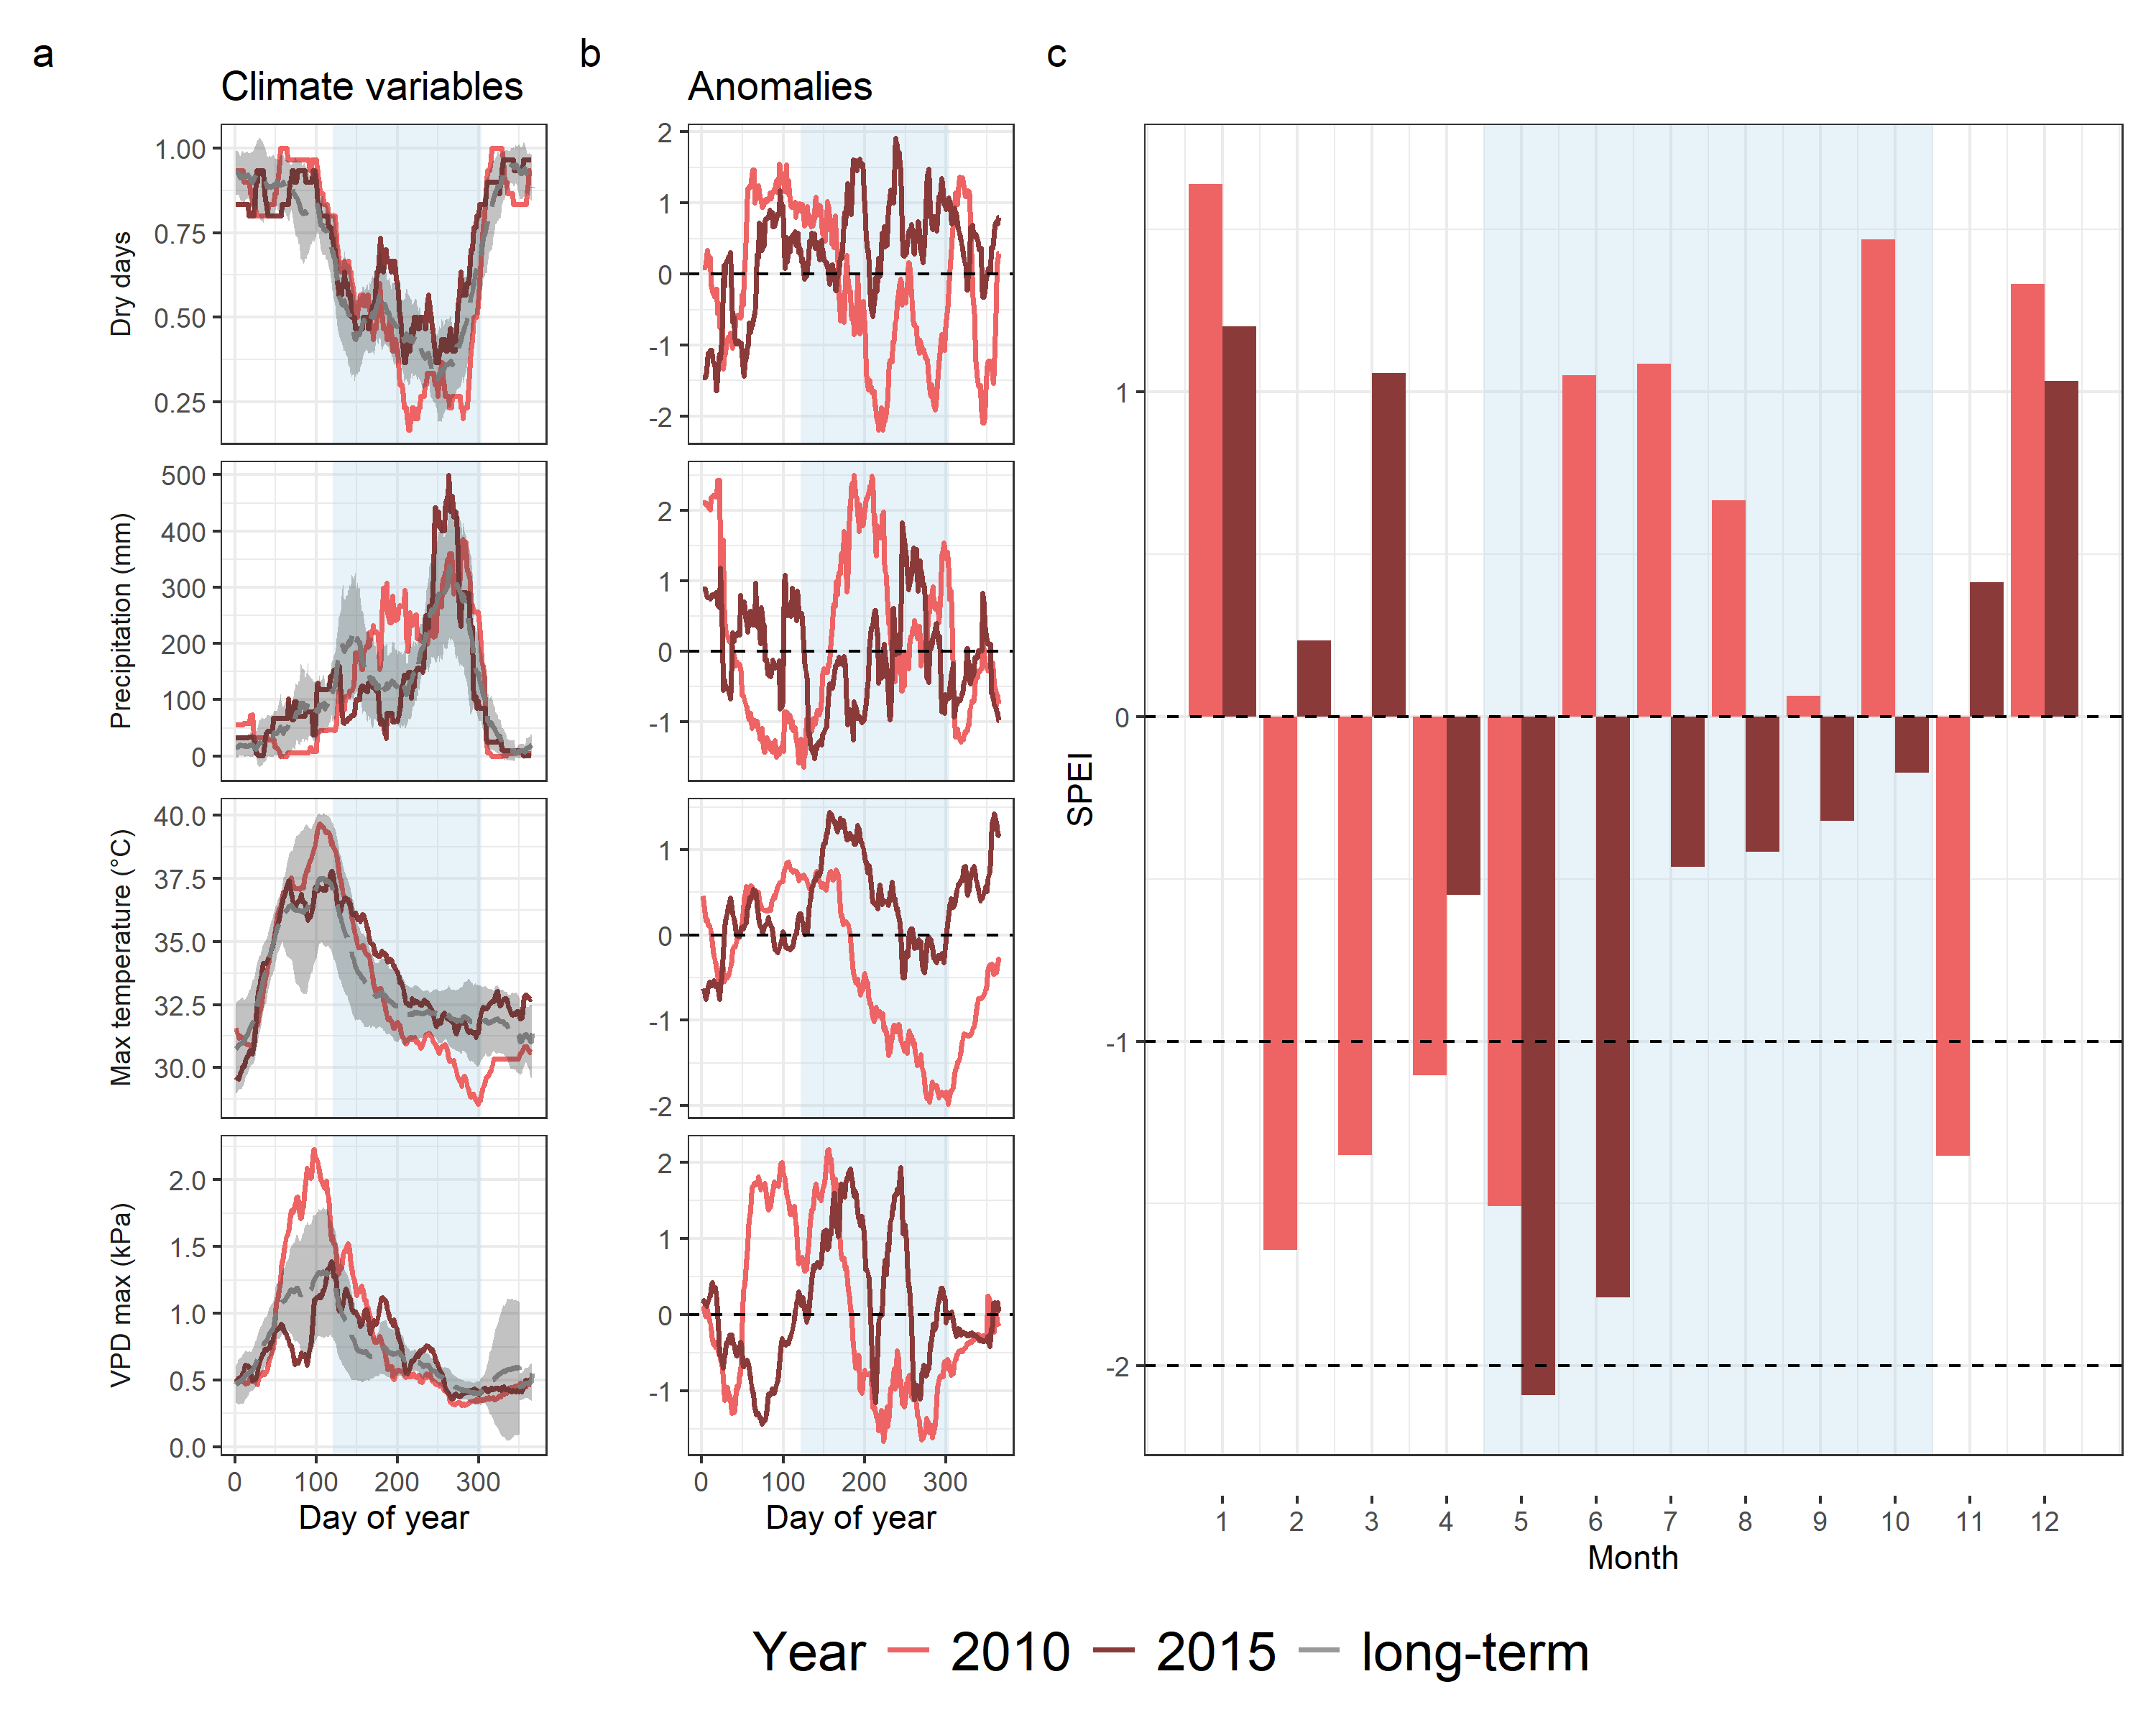 a
b
c
Climate variables
Anomalies
Dry days
1.00
0.75
0.50
0.25
2
1
0
-1
-2
Precipitation (mm)
500
400
300
200
100
0
2
1
0
-1
Max temperature (°C)
40.0
37.5
35.0
32.5
30.0
1
0
-1
-2
VPD max (kPa)
2.0
1.5
1.0
0.5
0.0
2
1
0
-1
0 100 200 300
Day of year
0 100 200 300
Day of year
SPEI
1
0
-1
-2
1 2 3 4 5 6 7 8 9 10 11 12
Month
Year 2010 2015 long-term